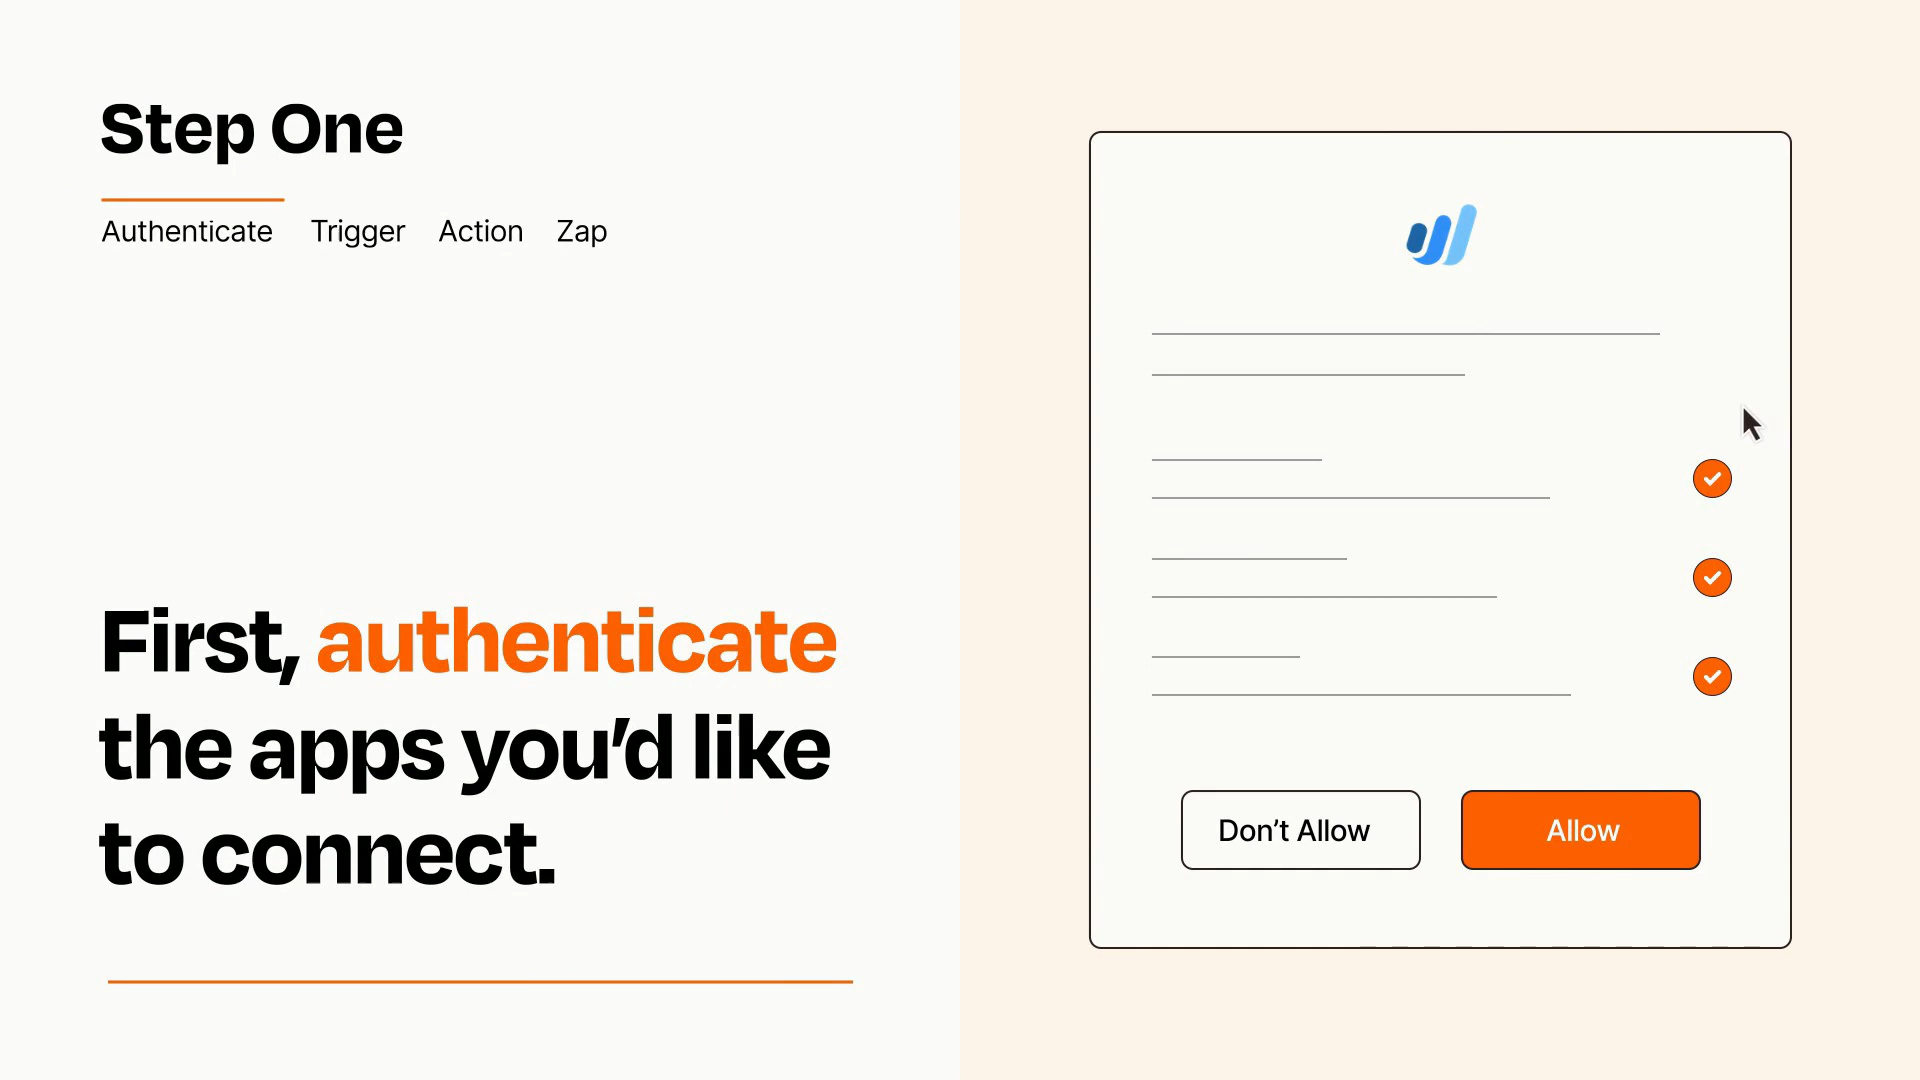 Step One
Authenticate Trigger Action Zap
First, authenticate
the apps you’d like
to connect.
Don’t Allow
Allow